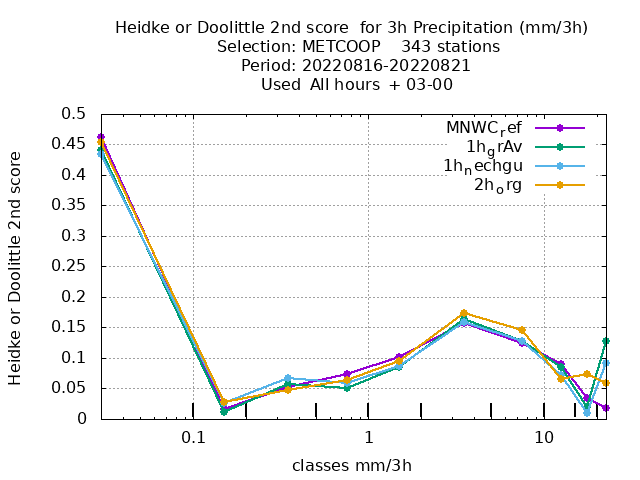 Heidke or Doolittle 2nd score  for 3h Precipitation (mm/3h)
Selection: METCOOP    343 stations
Period: 20220816-20220821
Used  All hours  + 03-00
Heidke or Doolittle 2nd score
0.5
0.45
0.4
0.35
0.3
0.25
0.2
0.15
0.1
0.05
0
MNWC_ref
1h_grAv
1h_nechgu
2h_org
0.1 1 10
classes mm/3h